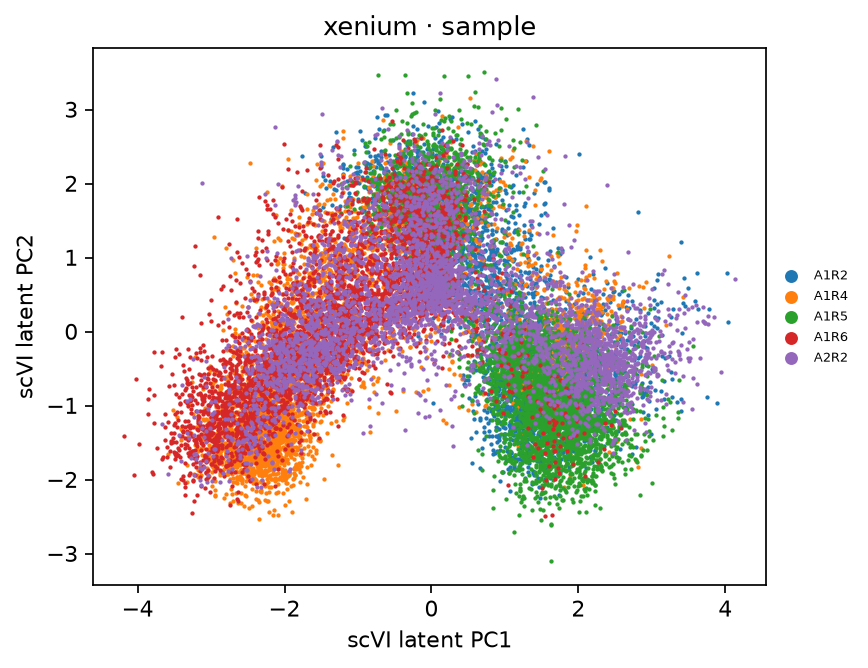 xenium · sample
scVI latent PC2
3
2
1
0
−1
−2
−3
−4
−2
0
2
4
scVI latent PC1
A1R2
A1R4
A1R5
A1R6
A2R2